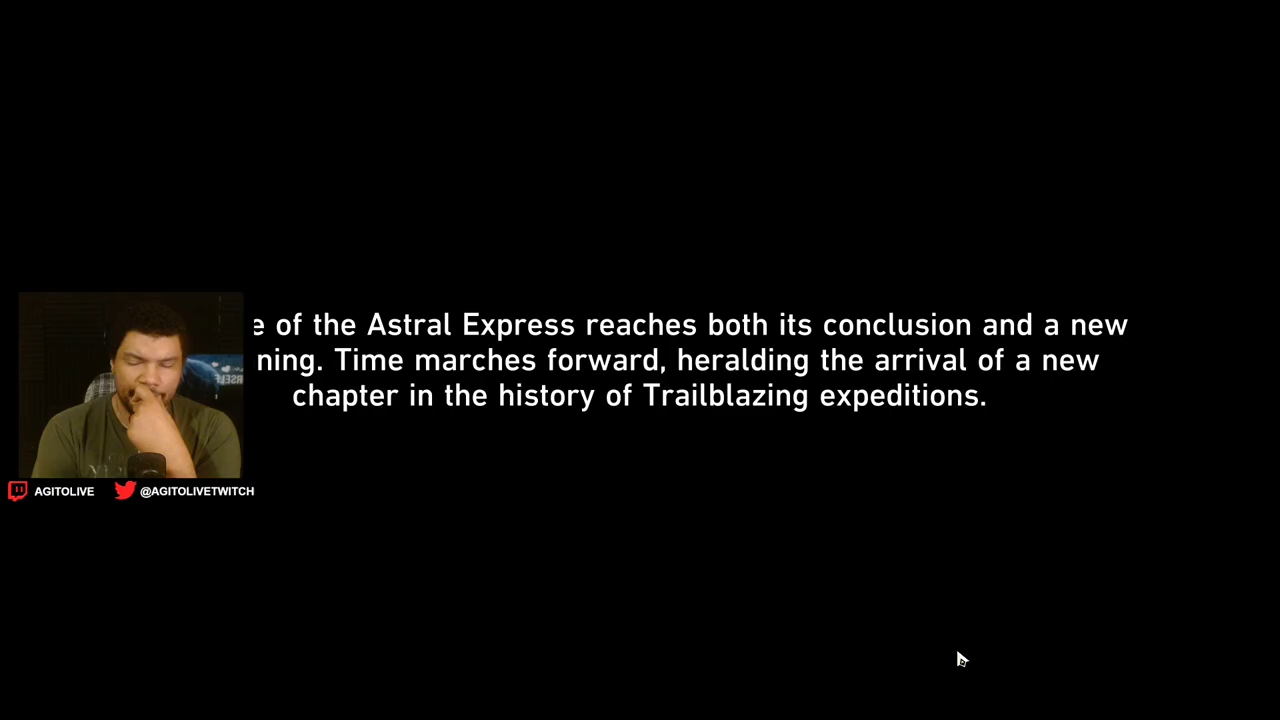 e of the Astral Express reaches both its conclusion and a new
ning. Time marches forward, heralding the arrival of a new
chapter in the history of Trailblazing expeditions.
AGITOLIVE @AGITOLIVETWITCH